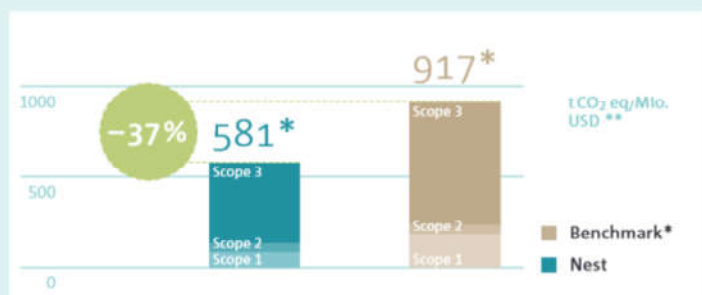 917*
1000
-37%
581*
tCO₂ eq/Mio.
USD **
Scope 3
Scope 3
500
Scope 2
Scope 2
Scope 1
Scope 1
Benchmark*
Nest
0